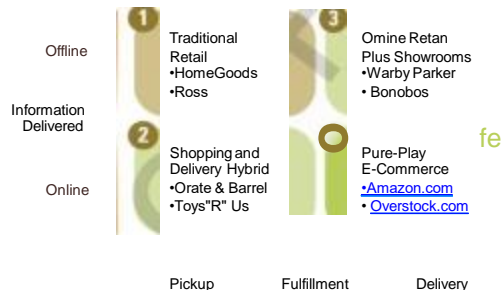 1
Traditional
Retail
•HomeGoods
•Ross
3
Omine Retan
Plus Showrooms
•Warby Parker
• Bonobos
Offline
Information
Delivered
2
Shopping and
Delivery Hybrid
•Orate & Barrel
•Toys"R" Us
Pure-Play
E-Commerce
•Amazon.com
• Overstock.com
fe
Online
Pickup
Fulfillment
Delivery